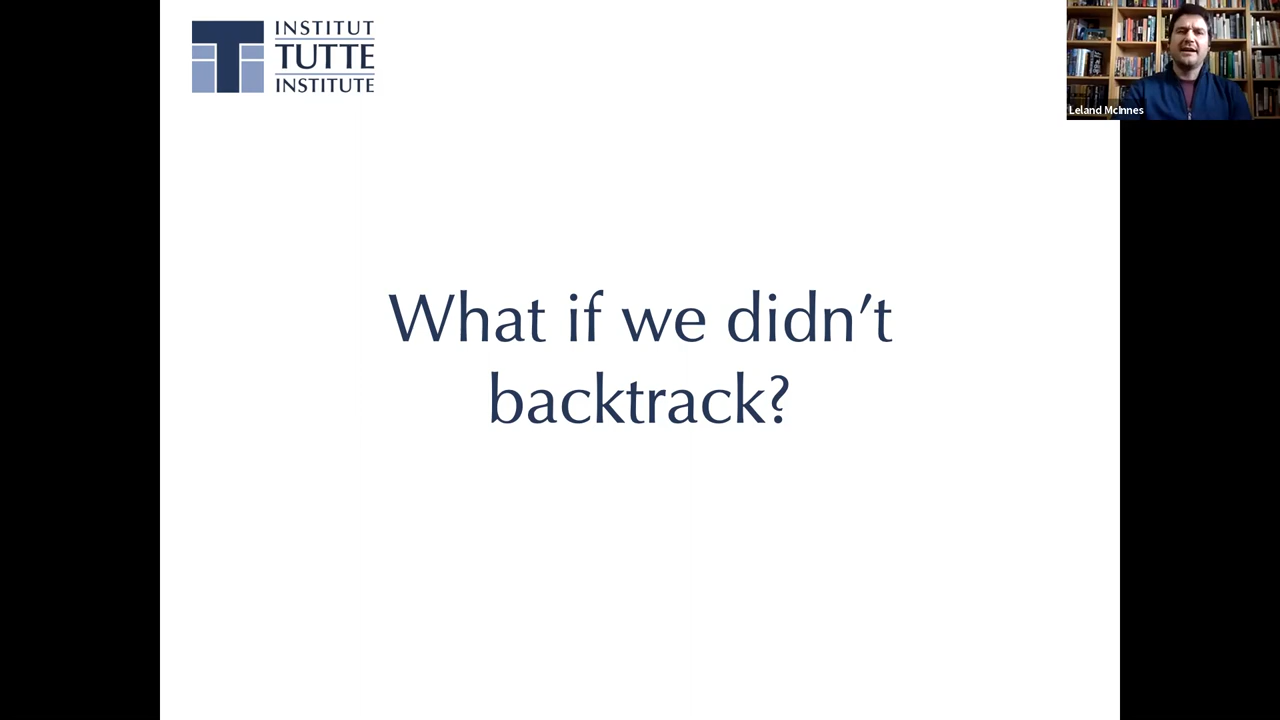 INSTITUT
TUTTE
INSTITUTE
Leland McInnes
What if we didn’t
backtrack?